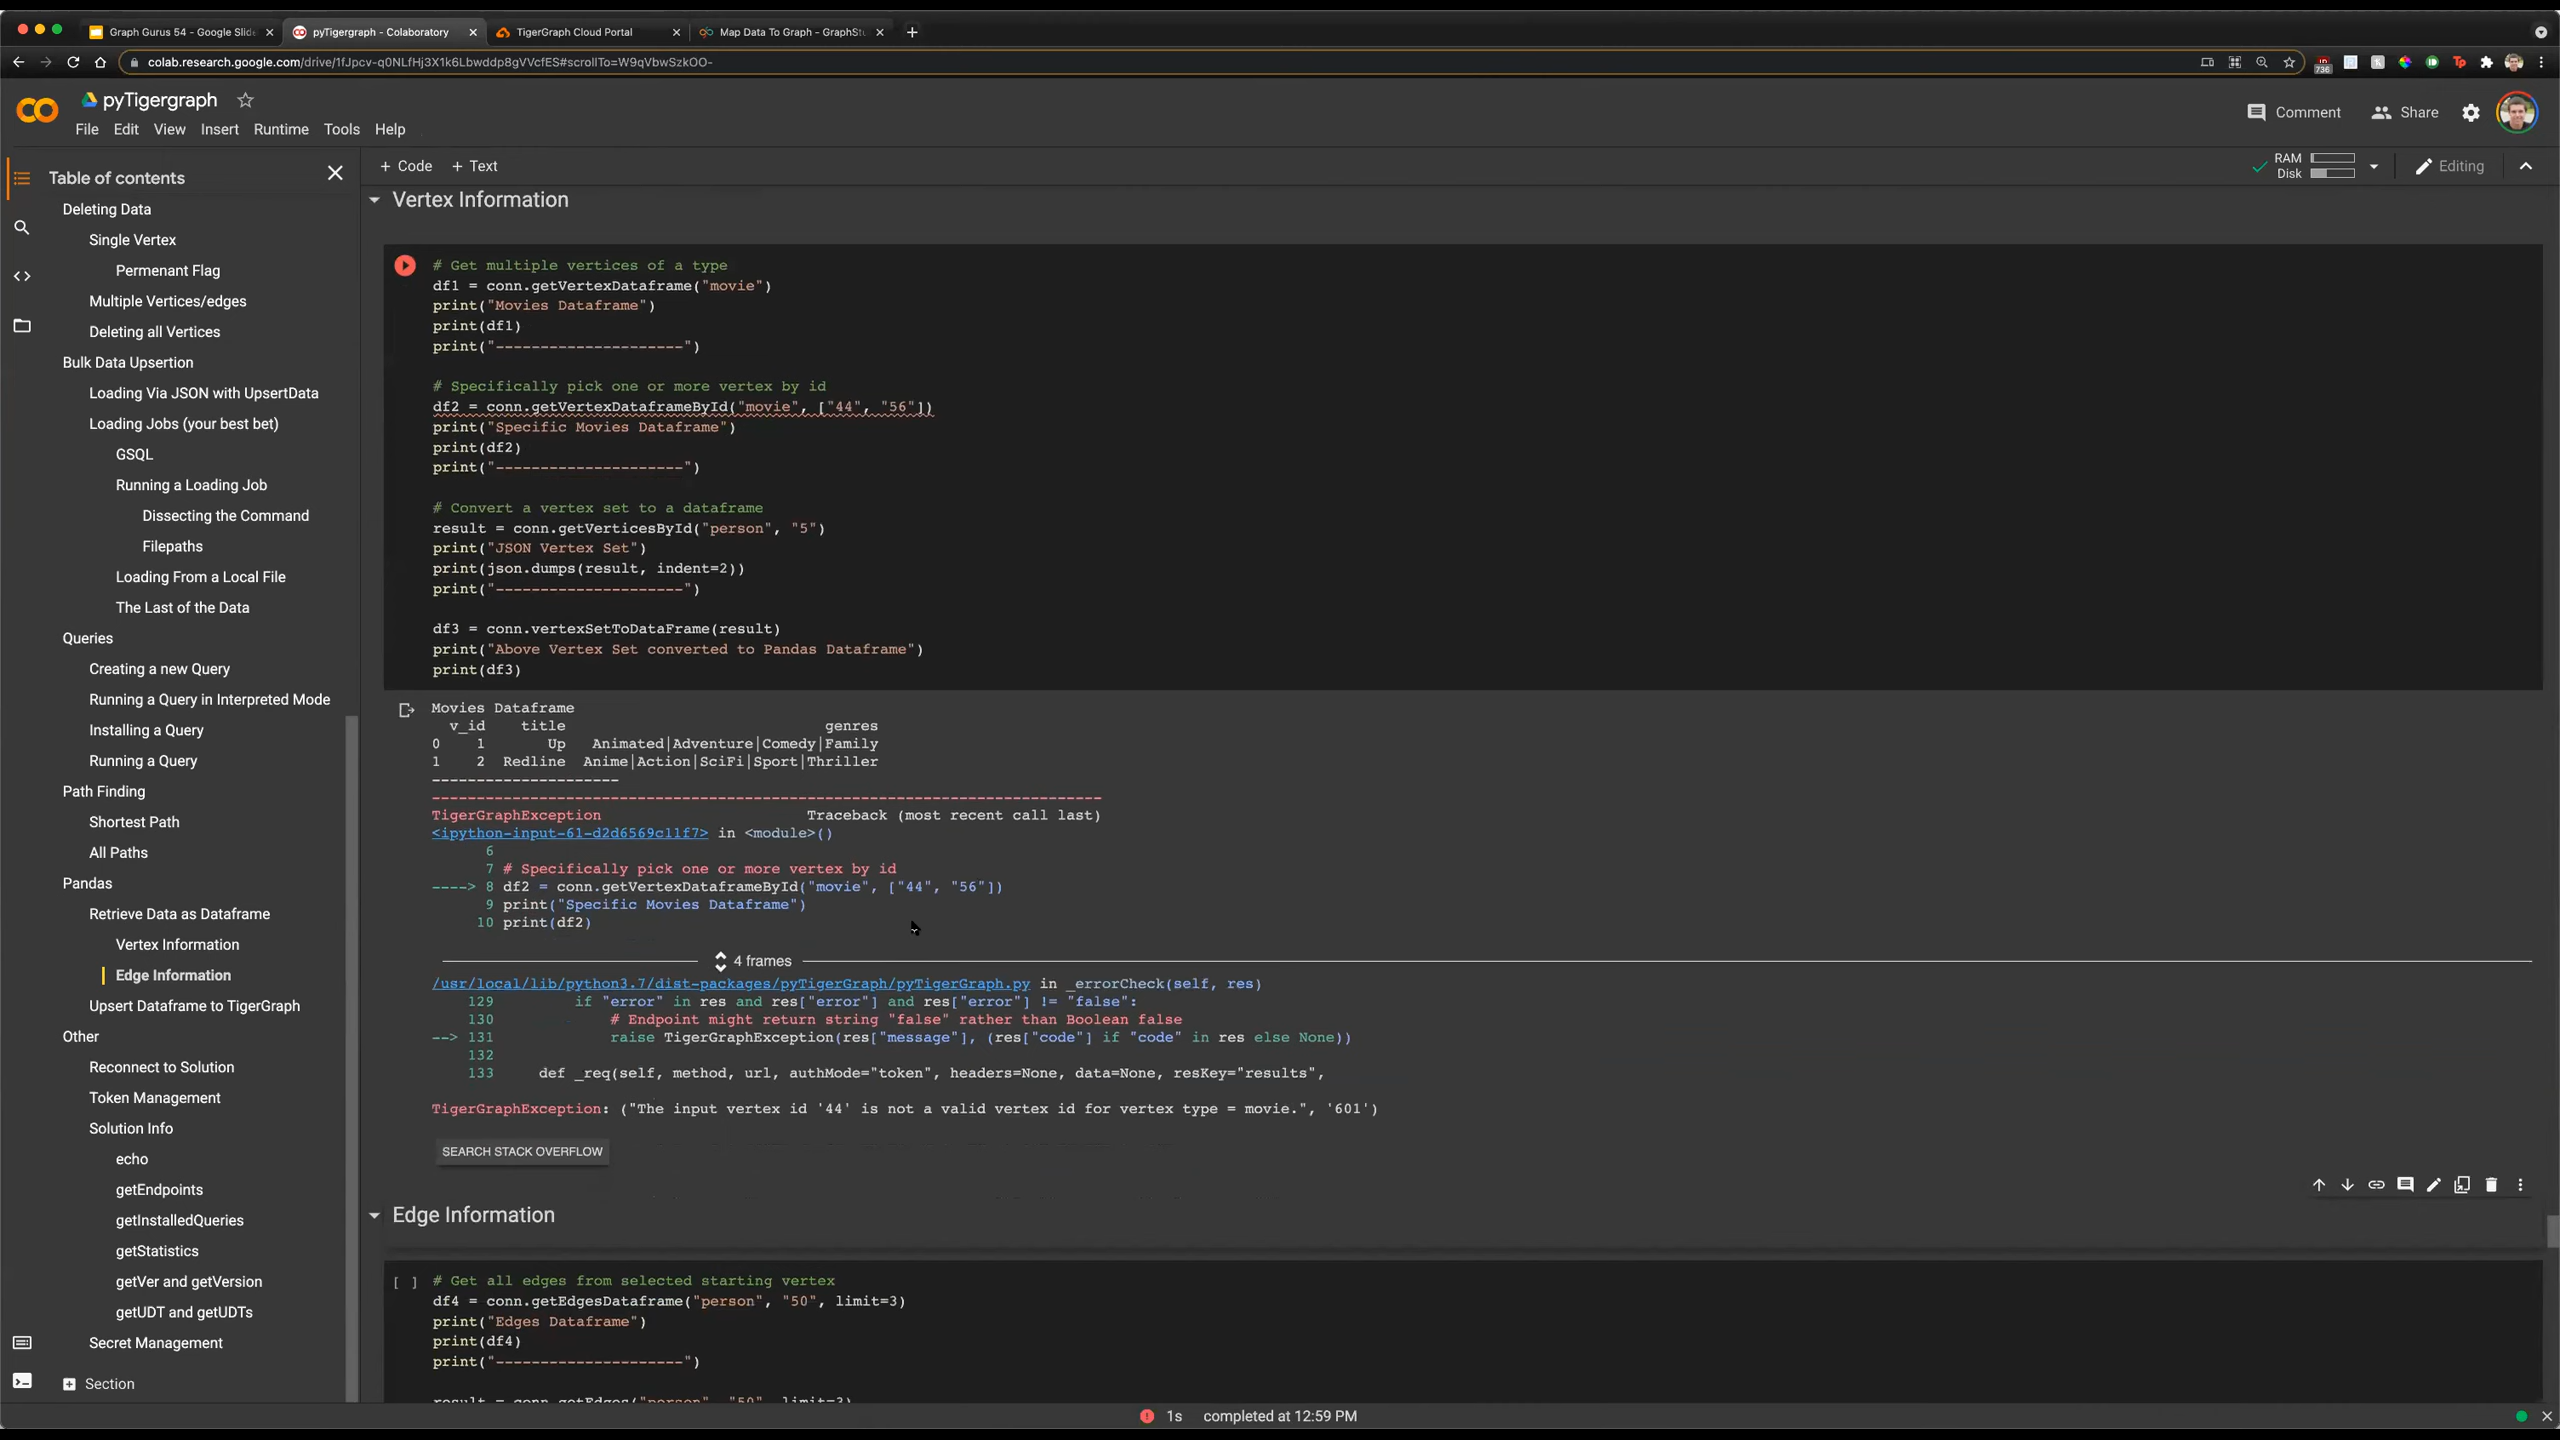 Graph Gurus 54 - Google Slide
pyTigergraph - Colaboratory
TigerGraph Cloud Portal
Map Data To Graph - GraphStu
colab.research.google.com/drive/1fJpcv-q0NLfHj3X1k6Lbwddp8gVVcfES#scrollTo=W9qVbwSzkOO-
736
pyTigergraph
File Edit View Insert Runtime Tools Help
Comment
Share
+ Code + Text
RAM
Disk
Editing
Table of contents
Deleting Data
Single Vertex
Permenant Flag
Multiple Vertices/edges
Deleting all Vertices
Bulk Data Upsertion
Loading Via JSON with UpsertData
Loading Jobs (your best bet)
GSQL
Running a Loading Job
Dissecting the Command
Filepaths
Loading From a Local File
The Last of the Data
Queries
Creating a new Query
Running a Query in Interpreted Mode
Installing a Query
Running a Query
Path Finding
Shortest Path
All Paths
Pandas
Retrieve Data as Dataframe
Vertex Information
Edge Information
Upsert Dataframe to TigerGraph
Other
Reconnect to Solution
Token Management
Solution Info
echo
getEndpoints
getInstalledQueries
getStatistics
getVer and getVersion
getUDT and getUDTs
Secret Management
Section
Vertex Information
# Get multiple vertices of a type
df1 = conn.getVertexDataframe("movie")
print("Movies Dataframe")
print(df1)
print("---------------------")
# Specifically pick one or more vertex by id
df2 = conn.getVertexDataframeById("movie", ["44", "56"])
print("Specific Movies Dataframe")
print(df2)
print("---------------------")
# Convert a vertex set to a dataframe
result = conn.getVerticesById("person", "5")
print("JSON Vertex Set")
print(json.dumps(result, indent=2))
print("---------------------")
df3 = conn.vertexSetToDataFrame(result)
print("Above Vertex Set converted to Pandas Dataframe")
print(df3)
Movies Dataframe
v_id title genres
0 1 Up Animated|Adventure|Comedy|Family
1 2 Redline Anime|Action|SciFi|Sport|Thriller
---------------------
---------------------------------------------------------------------------
TigerGraphException Traceback (most recent call last)
<ipython-input-61-d2d6569c11f7> in <module>()
6
7 # Specifically pick one or more vertex by id
----> 8 df2 = conn.getVertexDataframeById("movie", ["44", "56"])
9 print("Specific Movies Dataframe")
10 print(df2)
4 frames
/usr/local/lib/python3.7/dist-packages/pyTigerGraph/pyTigerGraph.py in _errorCheck(self, res)
129 if "error" in res and res["error"] and res["error"] != "false":
130 # Endpoint might return string "false" rather than Boolean false
--> 131 raise TigerGraphException(res["message"], (res["code"] if "code" in res else None))
132
133 def _req(self, method, url, authMode="token", headers=None, data=None, resKey="results",
TigerGraphException: ("The input vertex id '44' is not a valid vertex id for vertex type = movie.", '601')
SEARCH STACK OVERFLOW
Edge Information
[ ] # Get all edges from selected starting vertex
df4 = conn.getEdgesDataframe("person", "50", limit=3)
print("Edges Dataframe")
print(df4)
print("---------------------")
result = conn.getEdges("person", "50", limit=3)
1s completed at 12:59 PM